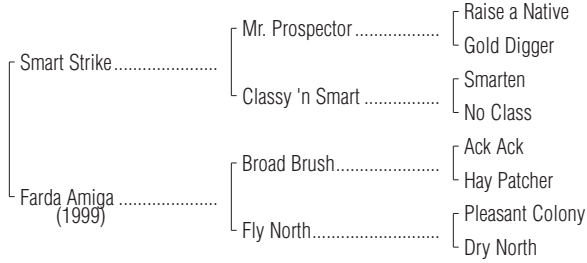 Raise a Native
Mr. Prospector
Gold Digger
Smart Strike
Smarten
Classy 'n Smart
No Class
Ack Ack
Broad Brush
Hay Patcher
Farda Amiga
(1999)
Pleasant Colony
Fly North
Dry North